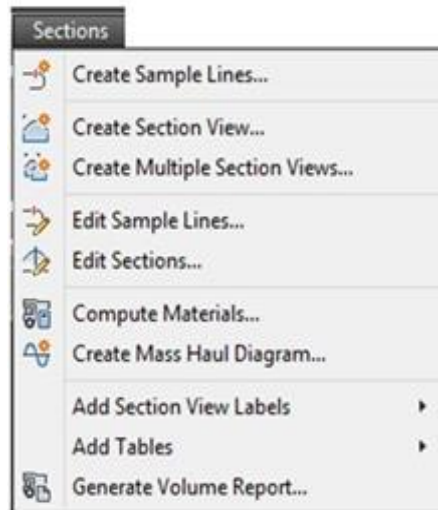 Sections
Create Sample Lines...
Create Section View...
Create Multiple Section Views...
Edit Sample Lines...
Edit Sections...
Compute Materials...
Create Mass Haul Diagram...
Add Section View Labels
Add Tables
Generate Volume Report...